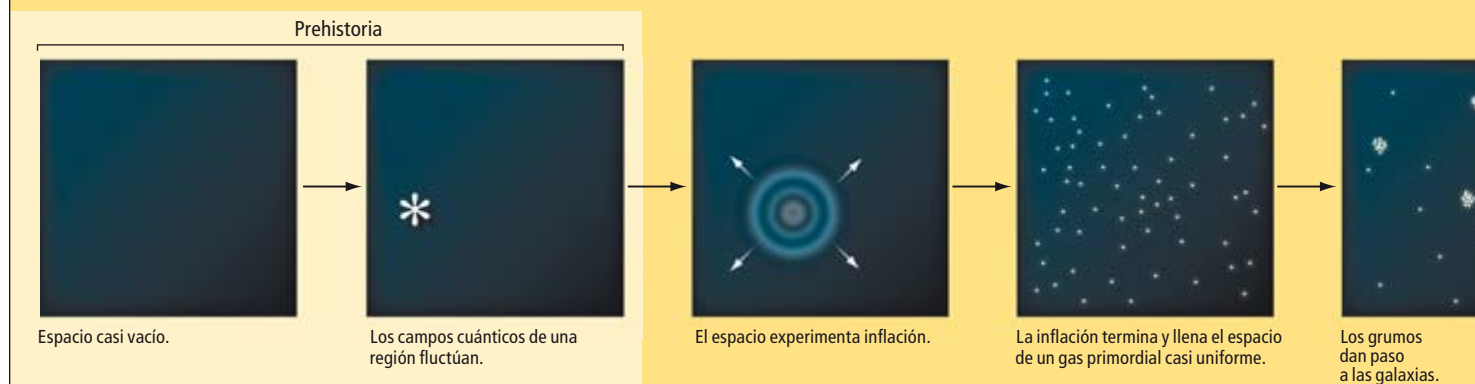 Prehistoria
Espacio casi vacío.
Los campos cuánticos de una
región fluctúan.
El espacio experimenta inflación.
La inflación termina y llena el espacio
de un gas primordial casi uniforme.
Los grumos
dan paso
a las galaxias.